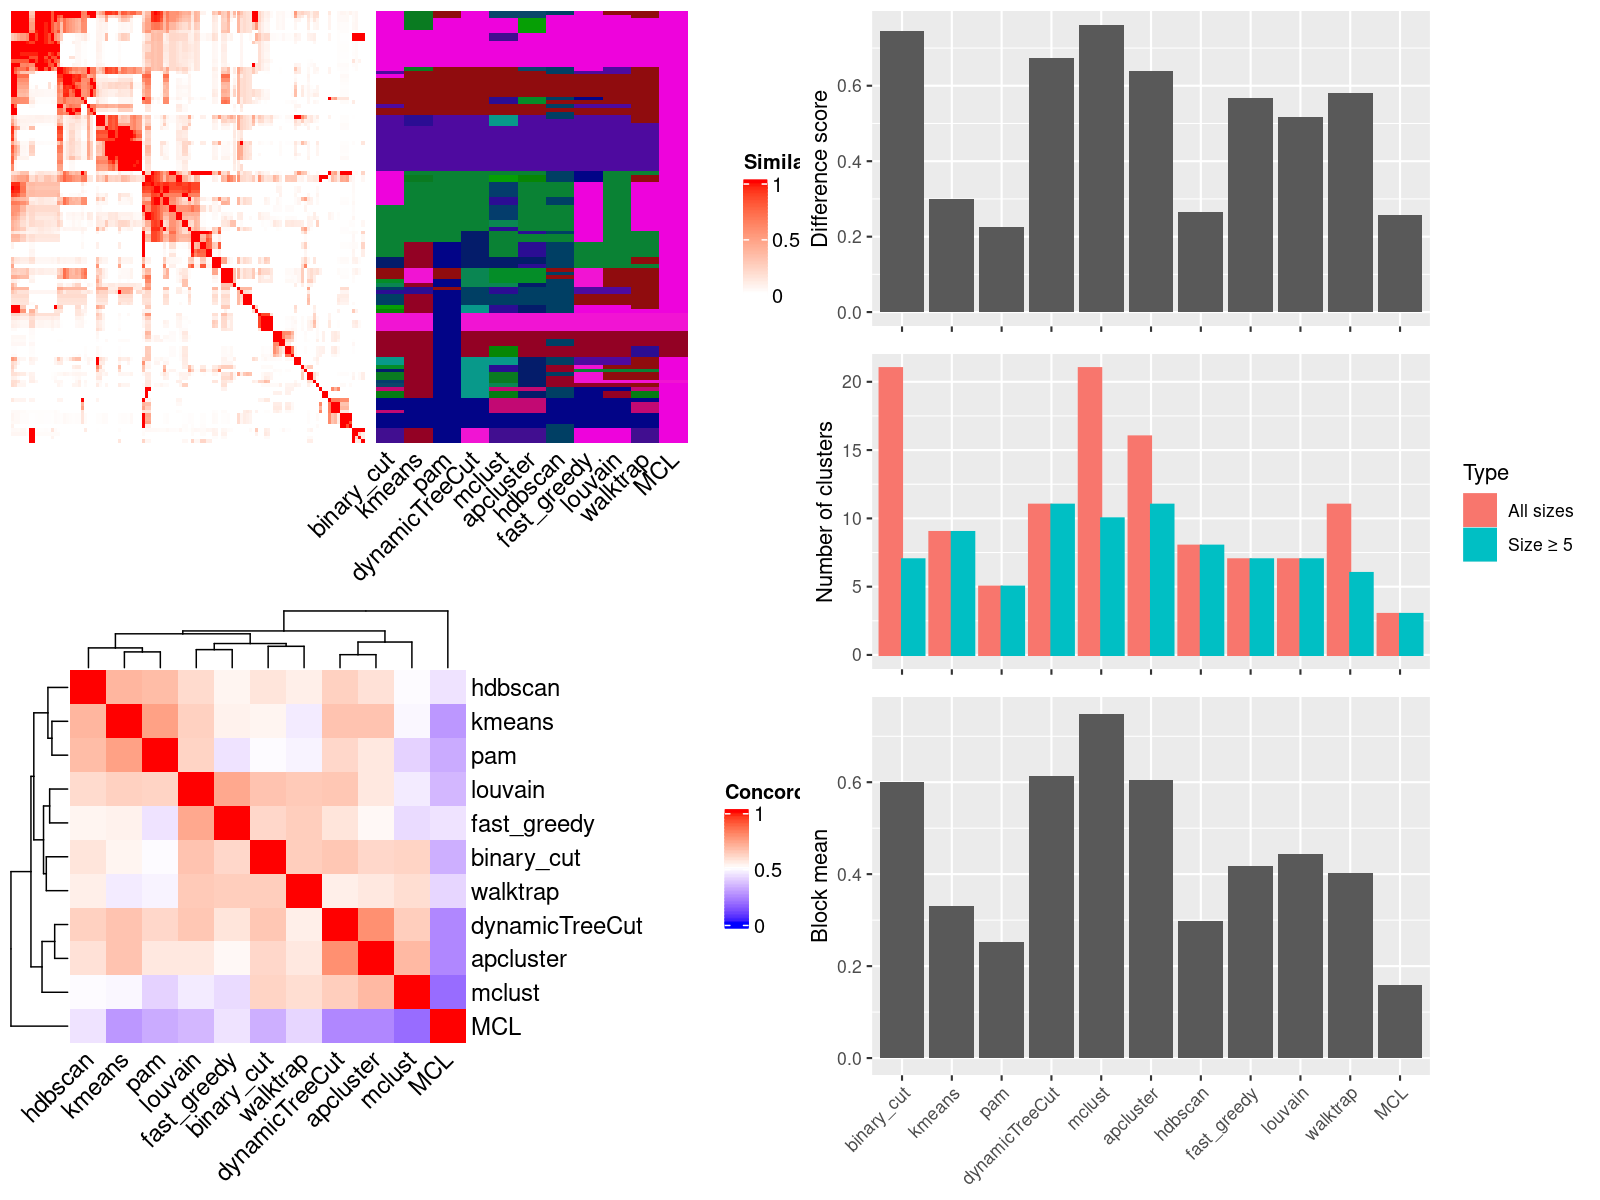 Simila
1
0.5
0
binary_cut
kmeans
pam
dynamicTreeCut
mclust
apcluster
hdbscan
fast_greedy
louvain
walktrap
MCL
hdbscan
kmeans
pam
louvain
fast_greedy
binary_cut
walktrap
dynamicTreeCut
apcluster
mclust
MCL
hdbscan
kmeans
pam
louvain
fast_greedy
binary_cut
walktrap
dynamicTreeCut
apcluster
mclust
MCL
Concorc
1
0.5
0
Difference score
0.6
0.4
0.2
0.0
Number of clusters
20
15
10
5
0
Type
All sizes
Size ≥ 5
Block mean
0.6
0.4
0.2
0.0
binary_cut
kmeans
pam
dynamicTreeCut
mclust
apcluster
hdbscan
fast_greedy
louvain
walktrap
MCL